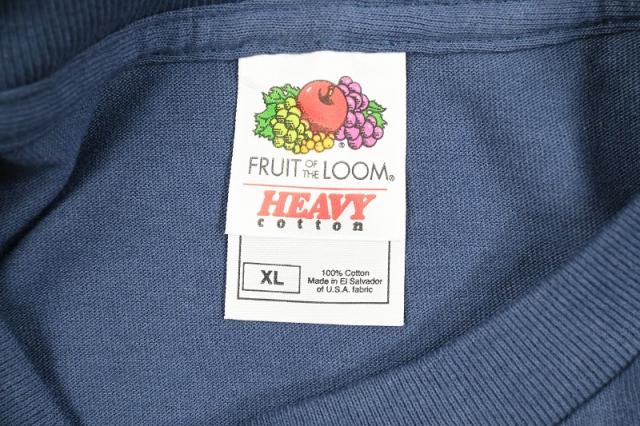 FRUIT OF THE LOOM®
HEAVY
cotton
XL
100% Cotton
Made in El Salvador
of U.S.A. fabric